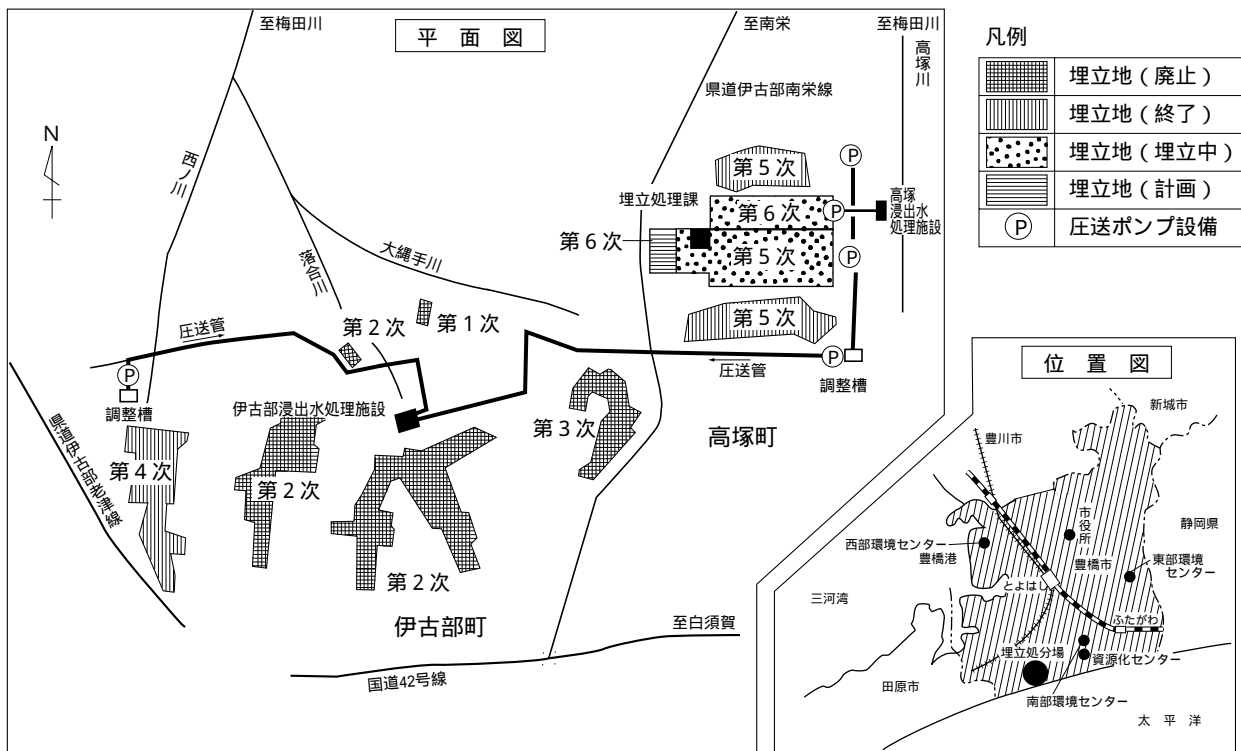 平面図
至梅田川
至南栄
至梅田川
高塚川
県道伊古部南栄線
N
西ノ川
落合川
大縄手川
埋立処理課
第5次
P
第6次
P
高塚浸出水処理施設
第6次
第5次
P
第5次
P
調整槽
圧送管
第1次
第2次
圧送管
P
調整槽
伊古部浸出水処理施設
第3次
高塚町
県道伊古部老津線
第4次
第2次
第2次
伊古部町
至白須賀
国道42号線
凡例
埋立地(廃止)
埋立地(終了)
埋立地(埋立中)
埋立地(計画)
P 圧送ポンプ設備
位置図
新城市
豊川市
市役所
静岡県
西部環境センター
豊橋港
豊橋市
東部環境
センター
とよはし
三河湾
ふたがわ
埋立処分場
資源化センター
田原市
南部環境センター
太平洋